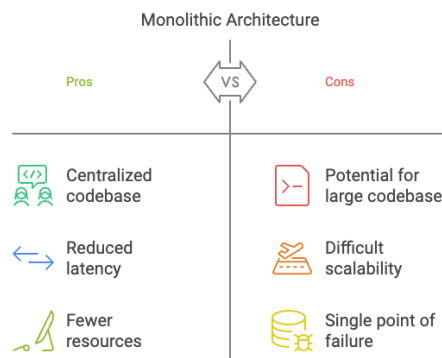 Monolithic Architecture
Pros
VS
Cons
Centralized
codebase
Potential for
large codebase
Reduced
latency
Difficult
scalability
Fewer
resources
Single point of
failure